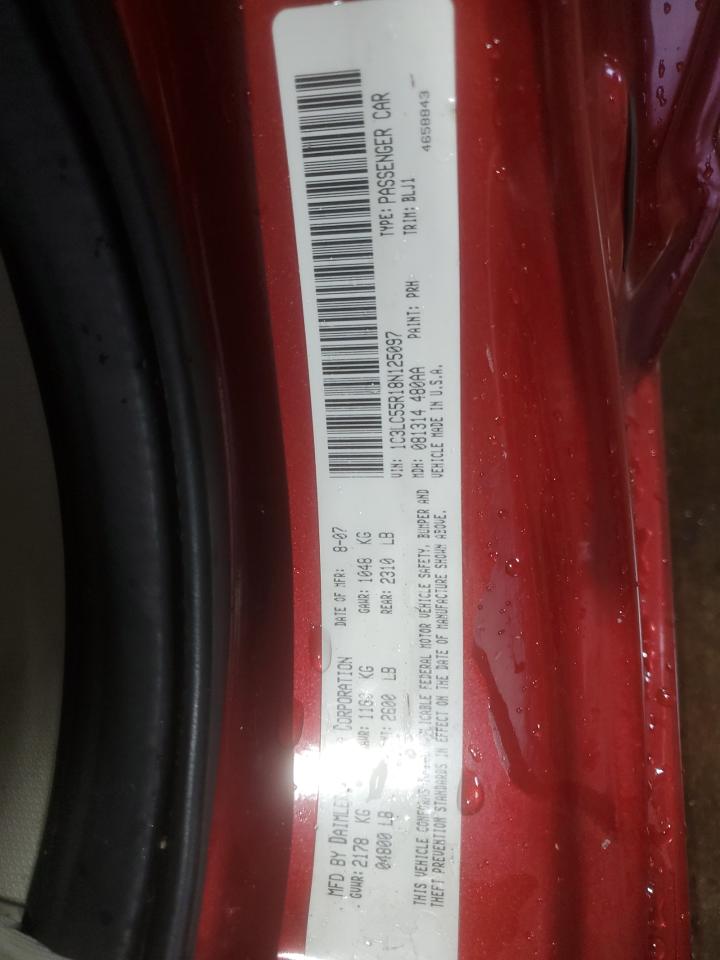 MFD BY DAIMLER CORPORATION DATE OF MFR: 8-07
GVWR: 2178 KG GAWR: KG GAWR: 1048 KG
04800 LB 2600 LB REAR: 2310 LB
THIS VEHICLE CONFORMS APPLICABLE FEDERAL MOTOR VEHICLE SAFETY, BUMPER AND
THEFT PREVENTION STANDARDS IN EFFECT ON THE DATE OF MANUFACTURE SHOWN ABOVE.
VIN: 1C3LC55R18N125097 TYPE: PASSENGER CAR
MDH: 081314 480AA PAINT: PRH TRIM: BLJ1
VEHICLE MADE IN U.S.A. 4658843